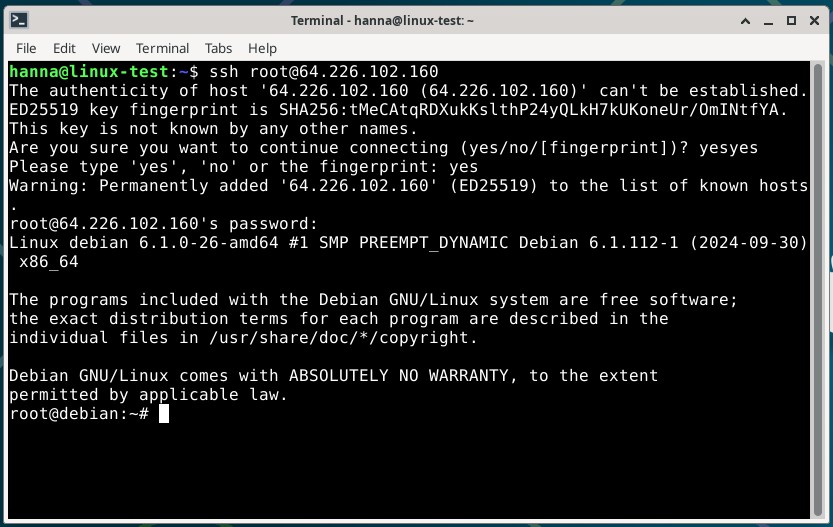 Terminal - hanna@linux-test: ~
File Edit View Terminal Tabs Help
hanna@linux-test:~$ ssh root@64.226.102.160
The authenticity of host '64.226.102.160 (64.226.102.160)' can't be established.
ED25519 key fingerprint is SHA256:tMeCAtqRDXukKslthP24yQLkH7kUKoneUr/OmINtfYA.
This key is not known by any other names.
Are you sure you want to continue connecting (yes/no/[fingerprint])? yesyes
Please type 'yes', 'no' or the fingerprint: yes
Warning: Permanently added '64.226.102.160' (ED25519) to the list of known hosts
.
root@64.226.102.160's password:
Linux debian 6.1.0-26-amd64 #1 SMP PREEMPT_DYNAMIC Debian 6.1.112-1 (2024-09-30)
x86_64
The programs included with the Debian GNU/Linux system are free software;
the exact distribution terms for each program are described in the
individual files in /usr/share/doc/*/copyright.
Debian GNU/Linux comes with ABSOLUTELY NO WARRANTY, to the extent
permitted by applicable law.
root@debian:~#